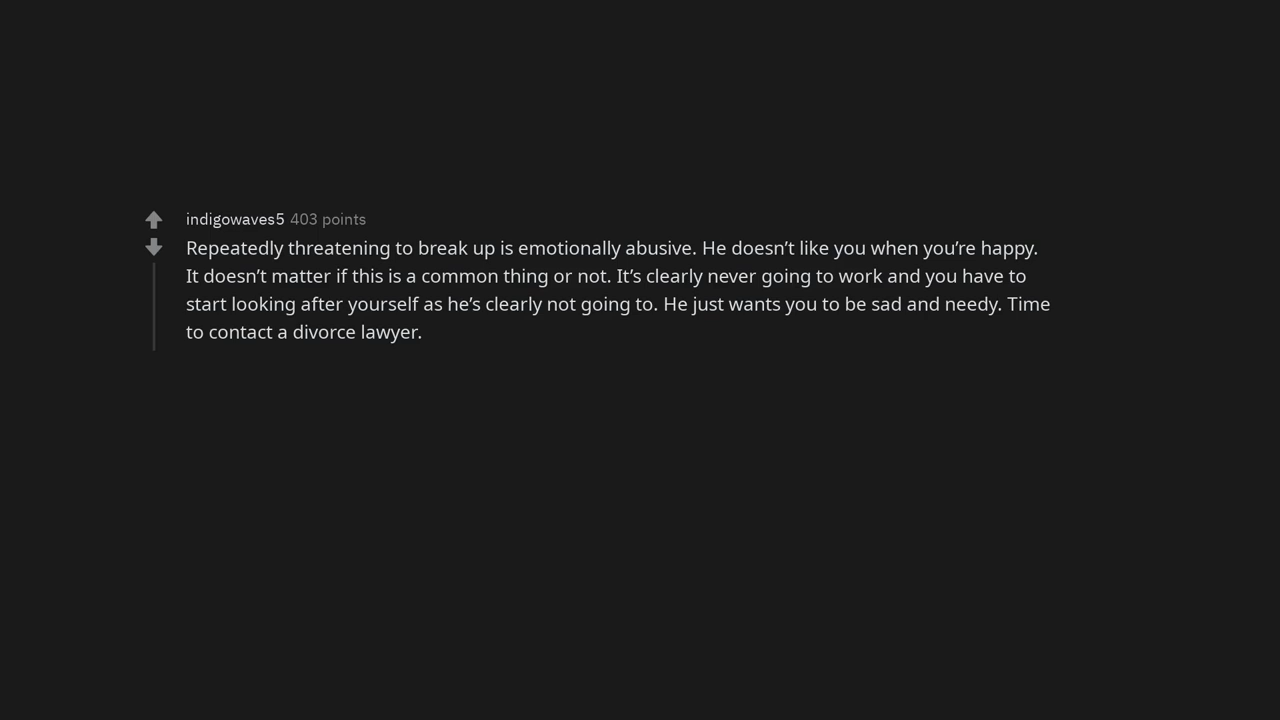 indigowaves5 403 points
Repeatedly threatening to break up is emotionally abusive. He doesn’t like you when you’re happy.
It doesn’t matter if this is a common thing or not. It’s clearly never going to work and you have to
start looking after yourself as he’s clearly not going to. He just wants you to be sad and needy. Time
to contact a divorce lawyer.